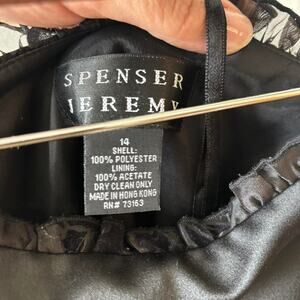 SPENSER
JEREMY
14
SHELL:
100% POLYESTER
LINING:
100% ACETATE
DRY CLEAN ONLY
MADE IN HONG KONG
RN# 73163